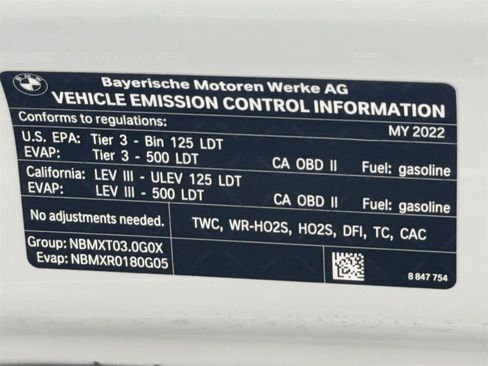 BMW
Bayerische Motoren Werke AG
VEHICLE EMISSION CONTROL INFORMATION
Conforms to regulations: MY 2022
U.S. EPA: Tier 3 - Bin 125 LDT
EVAP: Tier 3 - 500 LDT CA OBD II Fuel: gasoline
California: LEV III - ULEV 125 LDT
EVAP: LEV III - 500 LDT CA OBD II Fuel: gasoline
No adjustments needed. TWC, WR-HO2S, HO2S, DFI, TC, CAC
Group: NBMXT03.0G0X
Evap: NBMXR0180G05
8 847 754